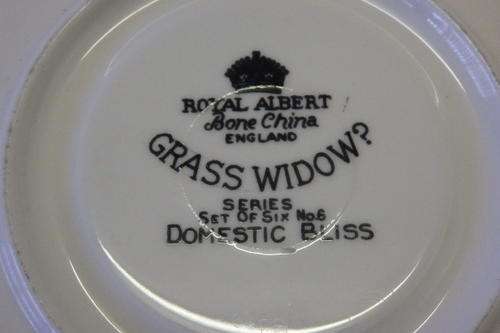 ROYAL ALBERT
Bone China
ENGLAND
GRASS WIDOW?
SERIES
SET OF SIX No.6
DOMESTIC BLISS